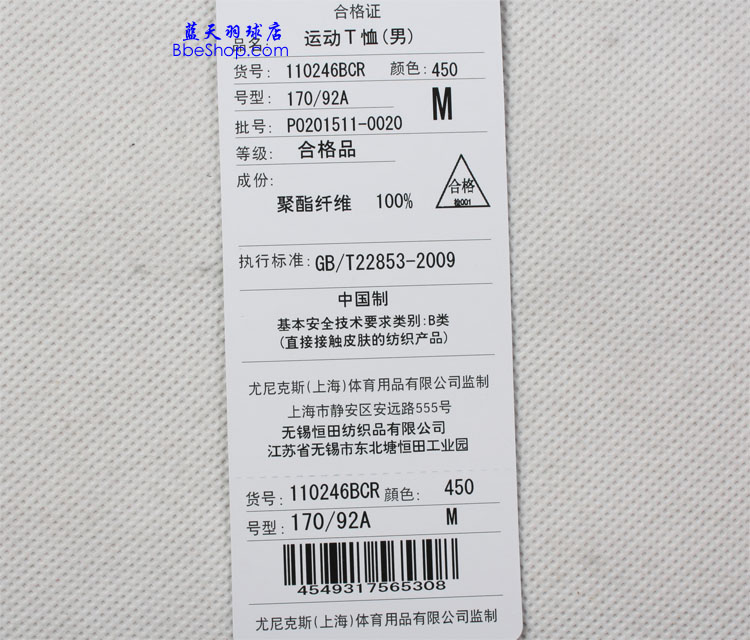 合格证
蓝天羽球店
BbeShop.com
品名: 运动T恤(男)
货号: 110246BCR 颜色: 450
号型: 170/92A M
批号: P0201511-0020
等级: 合格品
成份:
聚酯纤维 100%
合格
检001
执行标准: GB/T22853-2009
中国制
基本安全技术要求类别:B类
(直接接触皮肤的纺织产品)
尤尼克斯(上海)体育用品有限公司监制
上海市静安区安远路555号
无锡恒田纺织品有限公司
江苏省无锡市东北塘恒田工业园
货号: 110246BCR 顔色: 450
号型: 170/92A M
4549317565308
尤尼克斯(上海)体育用品有限公司监制